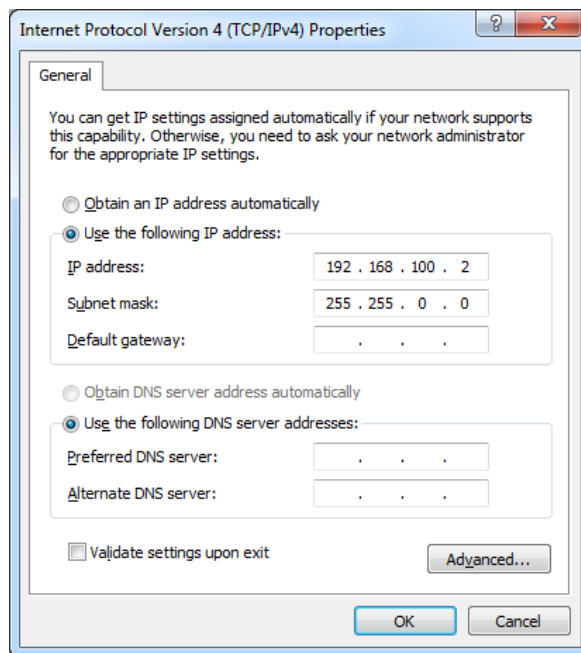 Internet Protocol Version 4 (TCP/IPv4) Properties
?
X
General
You can get IP settings assigned automatically if your network supports
this capability. Otherwise, you need to ask your network administrator
for the appropriate IP settings.
Obtain an IP address automatically
Use the following IP address:
IP address: 192 . 168 . 100 . 2
Subnet mask: 255 . 255 . 0 . 0
Default gateway: . . .
Obtain DNS server address automatically
Use the following DNS server addresses:
Preferred DNS server: . . .
Alternate DNS server: . . .
Validate settings upon exit
Advanced...
OK Cancel